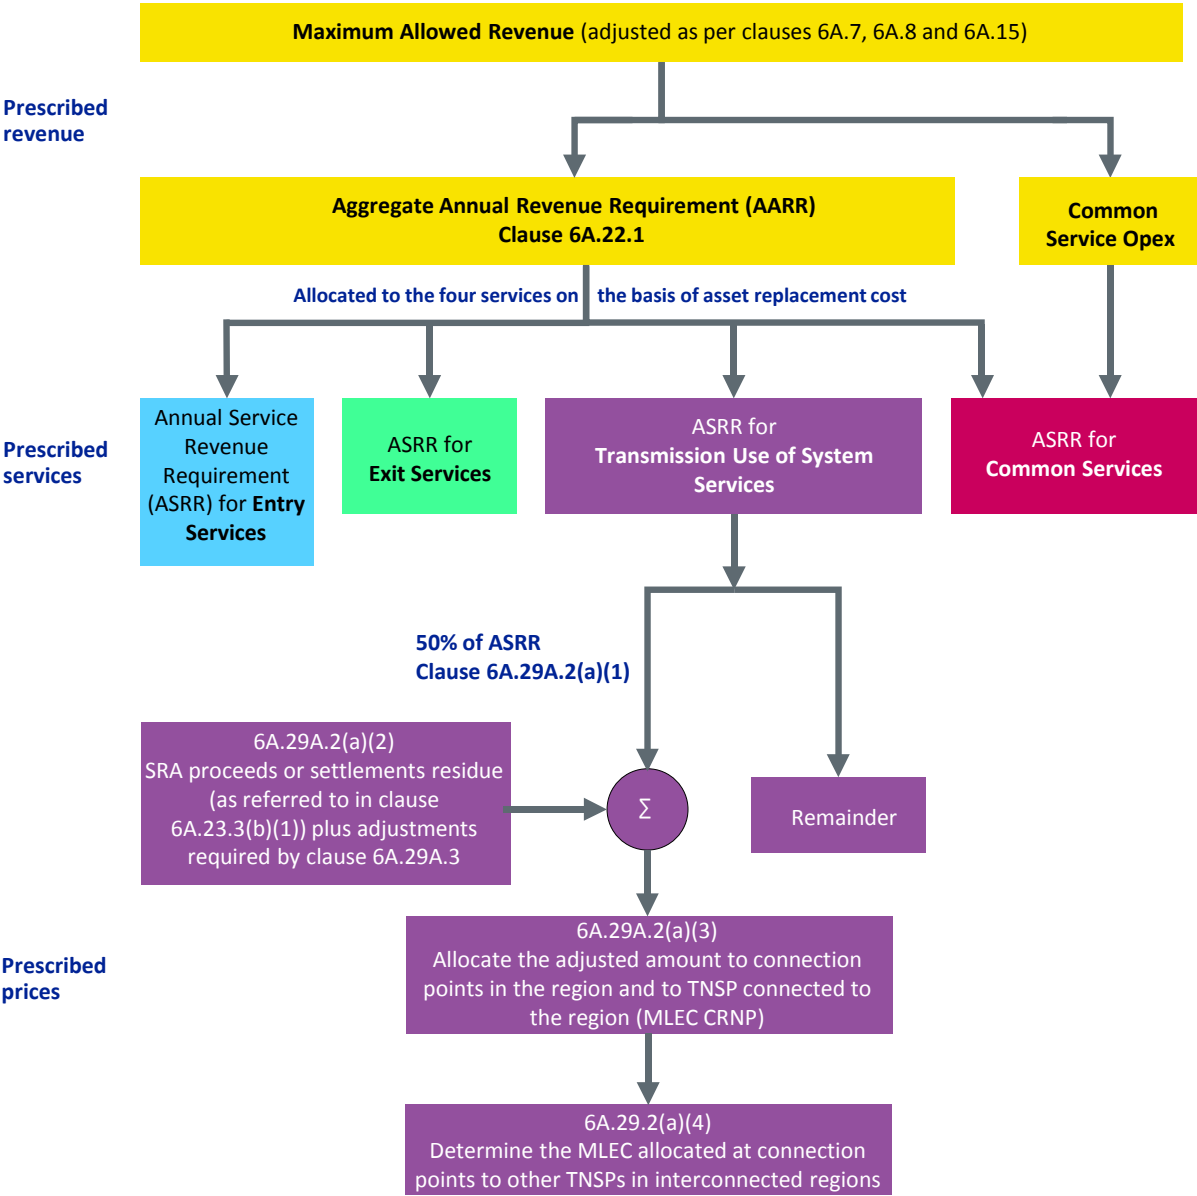 Maximum Allowed Revenue (adjusted as per clauses 6A.7, 6A.8 and 6A.15)
Prescribed
revenue
Aggregate Annual Revenue Requirement (AARR)
Clause 6A.22.1
Common
Service Opex
Allocated to the four services on the basis of asset replacement cost
Prescribed
services
Annual Service
Revenue
Requirement
(ASRR) for Entry
Services
ASRR for
Exit Services
ASRR for
Transmission Use of System
Services
ASRR for
Common Services
50% of ASRR
Clause 6A.29A.2(a)(1)
6A.29A.2(a)(2)
SRA proceeds or settlements residue
(as referred to in clause
6A.23.3(b)(1)) plus adjustments
required by clause 6A.29A.3
Σ
Remainder
Prescribed
prices
6A.29A.2(a)(3)
Allocate the adjusted amount to connection
points in the region and to TNSP connected to
the region (MLEC CRNP)
6A.29.2(a)(4)
Determine the MLEC allocated at connection
points to other TNSPs in interconnected regions